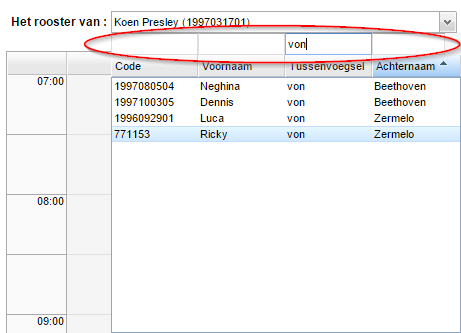 Het rooster van : Koen Presley (1997031701)
von
Code Voornaam Tussenvoegsel Achternaam
07:00
1997080504 Neghina von Beethoven
1997100305 Dennis von Beethoven
1996092901 Luca von Zermelo
771153 Ricky von Zermelo
08:00
09:00